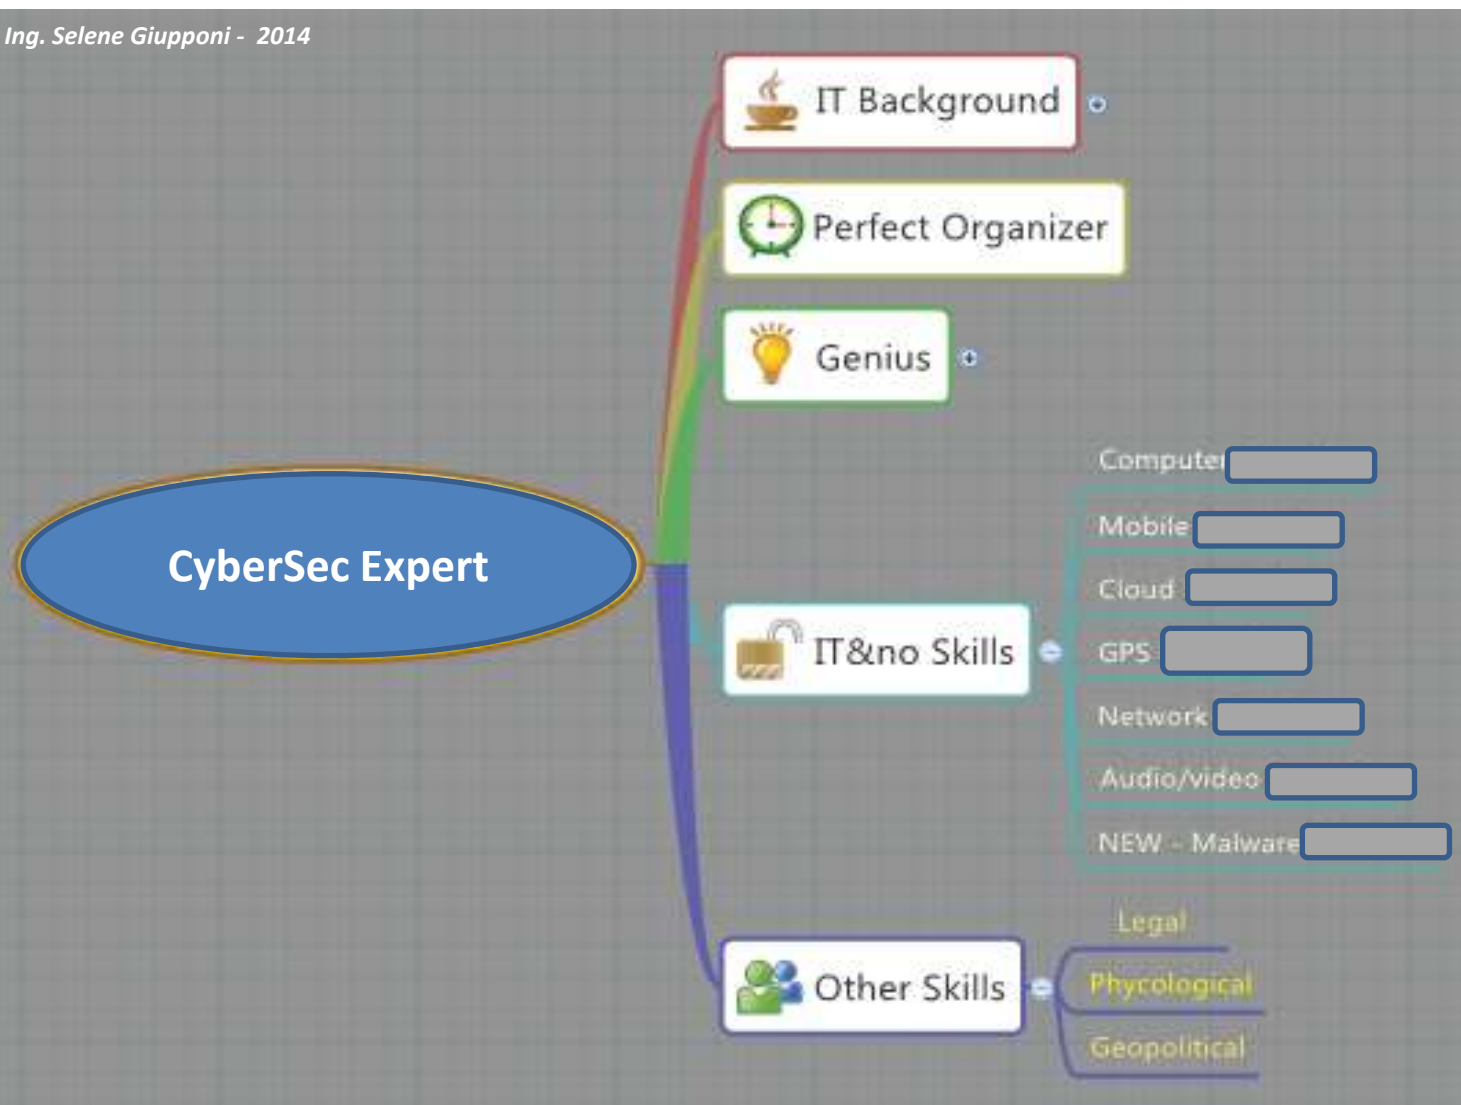 Ing. Selene Giupponi - 2014
IT Background
Perfect Organizer
Genius
CyberSec Expert
IT&no Skills
Computer
Mobile
Cloud
GPS
Network
Audio/video
NEW - Malware
Other Skills
Legal
Phycological
Geopolitical